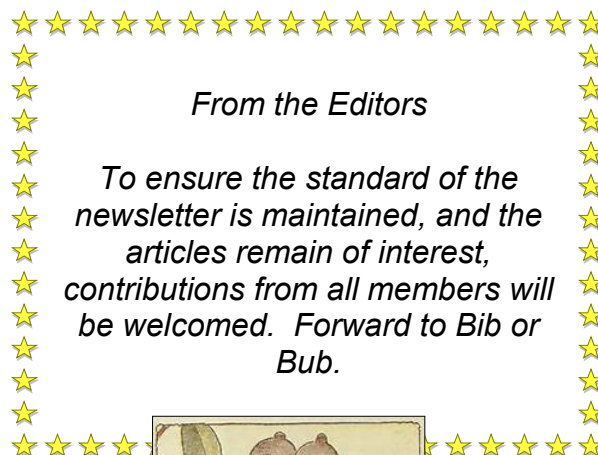 From the Editors
To ensure the standard of the
newsletter is maintained, and the
articles remain of interest,
contributions from all members will
be welcomed.  Forward to Bib or
Bub.